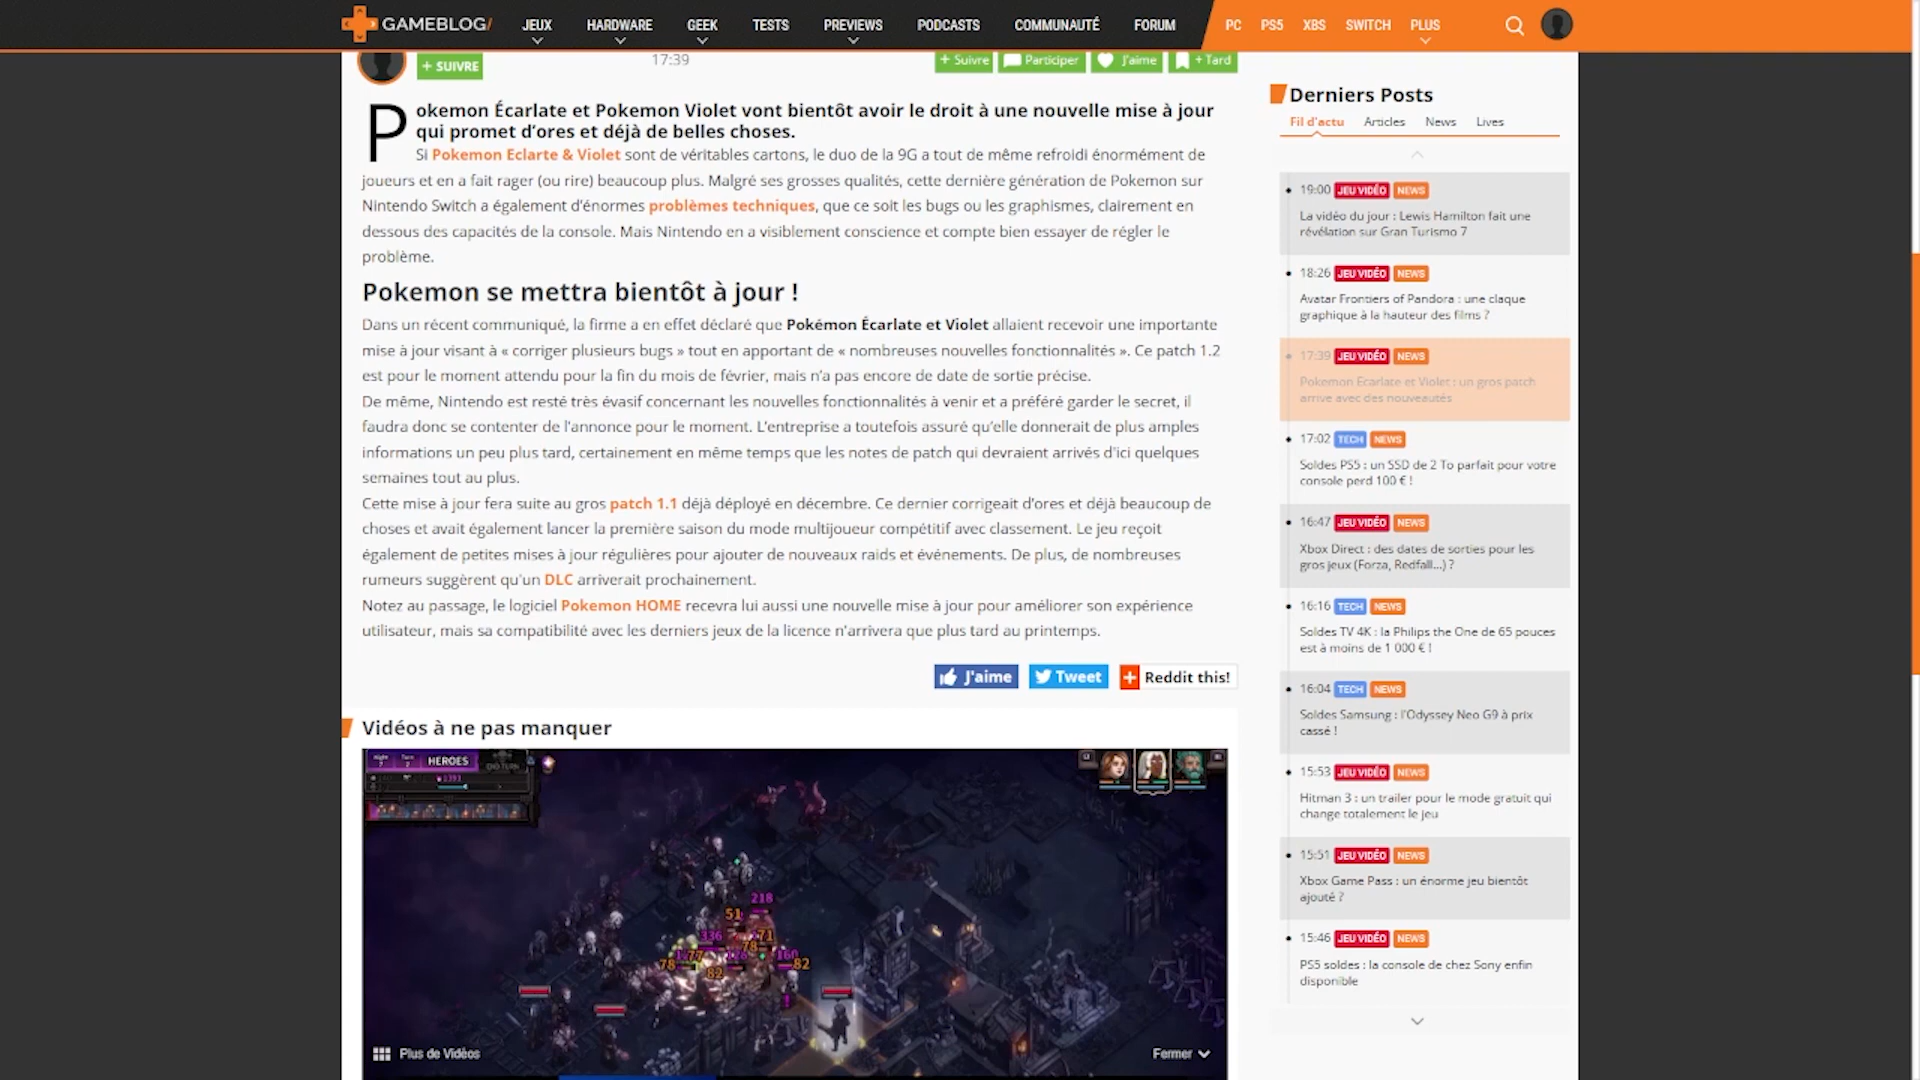 GAMEBLOG/ JEUX HARDWARE GEEK TESTS PREVIEWS PODCASTS COMMUNAUTÉ FORUM PC PS5 XBS SWITCH PLUS
+ SUIVRE
17:39
+ Suivre Participer J'aime + Tard
Pokemon Écarlate et Pokemon Violet vont bientôt avoir le droit à une nouvelle mise à jour
qui promet d'ores et déjà de belles choses.
Si Pokemon Eclarte & Violet sont de véritables cartons, le duo de la 9G a tout de même refroidi énormément de
joueurs et en a fait rager (ou rire) beaucoup plus. Malgré ses grosses qualités, cette dernière génération de Pokemon sur
Nintendo Switch a également d'énormes problèmes techniques, que ce soit les bugs ou les graphismes, clairement en
dessous des capacités de la console. Mais Nintendo en a visiblement conscience et compte bien essayer de régler le
problème.
Pokemon se mettra bientôt à jour !
Dans un récent communiqué, la firme a en effet déclaré que Pokémon Écarlate et Violet allaient recevoir une importante
mise à jour visant à « corriger plusieurs bugs » tout en apportant de « nombreuses nouvelles fonctionnalités ». Ce patch 1.2
est pour le moment attendu pour la fin du mois de février, mais n'a pas encore de date de sortie précise.
De même, Nintendo est resté très évasif concernant les nouvelles fonctionnalités à venir et a préféré garder le secret, il
faudra donc se contenter de l'annonce pour le moment. L'entreprise a toutefois assuré qu'elle donnerait de plus amples
informations un peu plus tard, certainement en même temps que les notes de patch qui devraient arrivés d'ici quelques
semaines tout au plus.
Cette mise à jour fera suite au gros patch 1.1 déjà déployé en décembre. Ce dernier corrigeait d'ores et déjà beaucoup de
choses et avait également lancer la première saison du mode multijoueur compétitif avec classement. Le jeu reçoit
également de petites mises à jour régulières pour ajouter de nouveaux raids et événements. De plus, de nombreuses
rumeurs suggèrent qu'un DLC arriverait prochainement.
Notez au passage, le logiciel Pokemon HOME recevra lui aussi une nouvelle mise à jour pour améliorer son expérience
utilisateur, mais sa compatibilité avec les derniers jeux de la licence n'arrivera que plus tard au printemps.
J'aime Tweet Reddit this!
Vidéos à ne pas manquer
HEROES
218
51
336 71
78
177 126 160
78 82 82
Plus de Vidéos Fermer
Derniers Posts
Fil d'actu Articles News Lives
19:00 JEU VIDÉO NEWS
La vidéo du jour : Lewis Hamilton fait une
révélation sur Gran Turismo 7
18:26 JEU VIDÉO NEWS
Avatar Frontiers of Pandora : une claque
graphique à la hauteur des films ?
17:39 JEU VIDÉO NEWS
Pokemon Ecarlate et Violet : un gros patch
arrive avec des nouveautés
17:02 TECH NEWS
Soldes PS5 : un SSD de 2 To parfait pour votre
console perd 100 € !
16:47 JEU VIDÉO NEWS
Xbox Direct : des dates de sorties pour les
gros jeux (Forza, Redfall...) ?
16:16 TECH NEWS
Soldes TV 4K : la Philips the One de 65 pouces
est à moins de 1 000 € !
16:04 TECH NEWS
Soldes Samsung : l'Odyssey Neo G9 à prix
cassé !
15:53 JEU VIDÉO NEWS
Hitman 3 : un trailer pour le mode gratuit qui
change totalement le jeu
15:51 JEU VIDÉO NEWS
Xbox Game Pass : un énorme jeu bientôt
ajouté ?
15:46 JEU VIDÉO NEWS
PS5 soldes : la console de chez Sony enfin
disponible